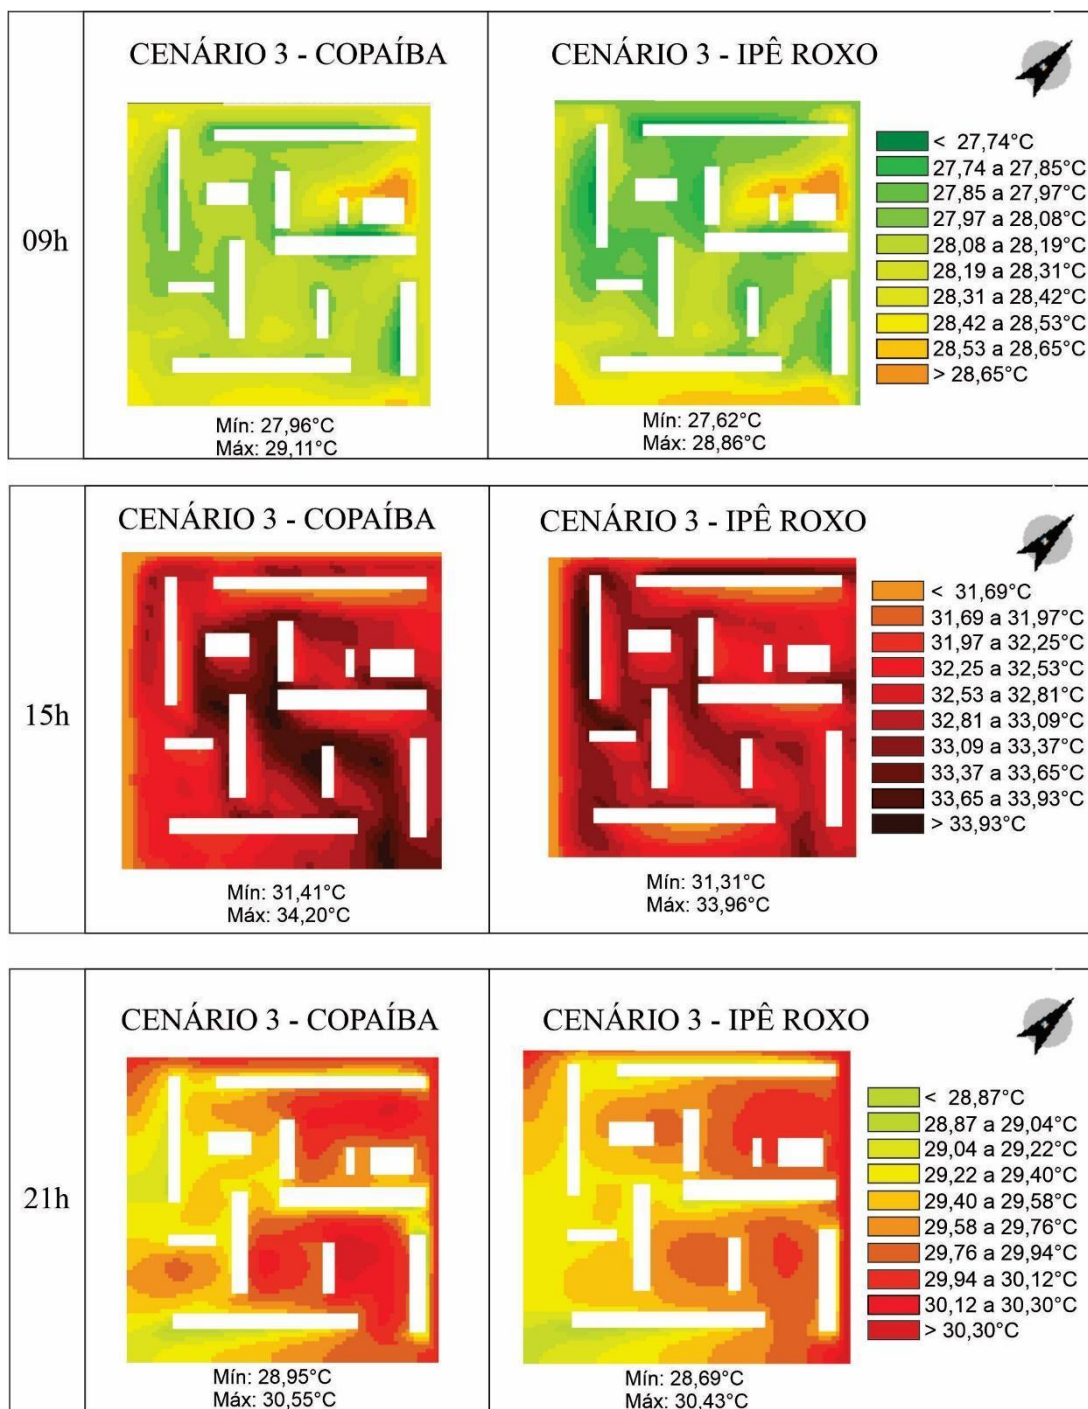 CENÁRIO 3 - COPAÍBA
CENÁRIO 3 - IPÊ ROXO
09h
< 27,74°C
27,74 a 27,85°C
27,85 a 27,97°C
27,97 a 28,08°C
28,08 a 28,19°C
28,19 a 28,31°C
28,31 a 28,42°C
28,42 a 28,53°C
28,53 a 28,65°C
> 28,65°C
Mín: 27,96°C
Máx: 29,11°C
Mín: 27,62°C
Máx: 28,86°C
CENÁRIO 3 - COPAÍBA
CENÁRIO 3 - IPÊ ROXO
15h
< 31,69°C
31,69 a 31,97°C
31,97 a 32,25°C
32,25 a 32,53°C
32,53 a 32,81°C
32,81 a 33,09°C
33,09 a 33,37°C
33,37 a 33,65°C
33,65 a 33,93°C
> 33,93°C
Mín: 31,41°C
Máx: 34,20°C
Mín: 31,31°C
Máx: 33,96°C
CENÁRIO 3 - COPAÍBA
CENÁRIO 3 - IPÊ ROXO
21h
< 28,87°C
28,87 a 29,04°C
29,04 a 29,22°C
29,22 a 29,40°C
29,40 a 29,58°C
29,58 a 29,76°C
29,76 a 29,94°C
29,94 a 30,12°C
30,12 a 30,30°C
> 30,30°C
Mín: 28,95°C
Máx: 30,55°C
Mín: 28,69°C
Máx: 30,43°C